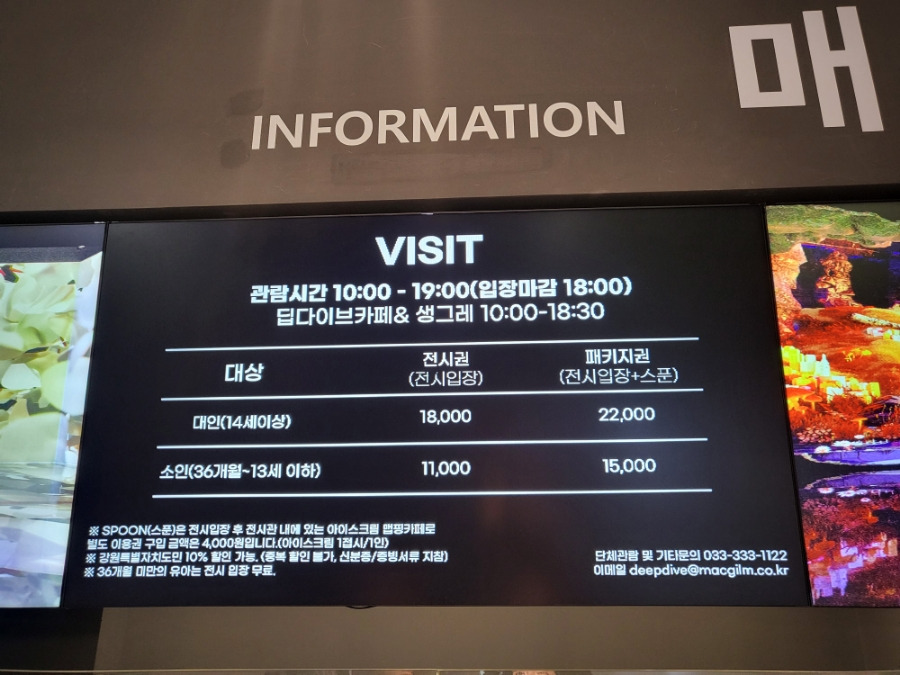 매
INFORMATION
VISIT
관람시간 10:00 - 19:00(입장마감 18:00)
딥다이브카페& 생그레 10:00-18:30
대상 전시권 패키지권
(전시입장) (전시입장+스푼)
대인(14세이상) 18,000 22,000
소인(36개월~13세 이하) 11,000 15,000
※ SPOON(스푼)은 전시입장 후 전시관 내에 있는 아이스크림 맵핑카페로
별도 이용권 구입 금액은 4,000원입니다.(아이스크림 1접시/1인)
※ 강원특별자치도민 10% 할인 가능. (중복 할인 불가, 신분증/증빙서류 지참)
※ 36개월 미만의 유아는 전시 입장 무료.
단체관람 및 기타문의 033-333-1122
이메일 deepdive@macgilm.co.kr